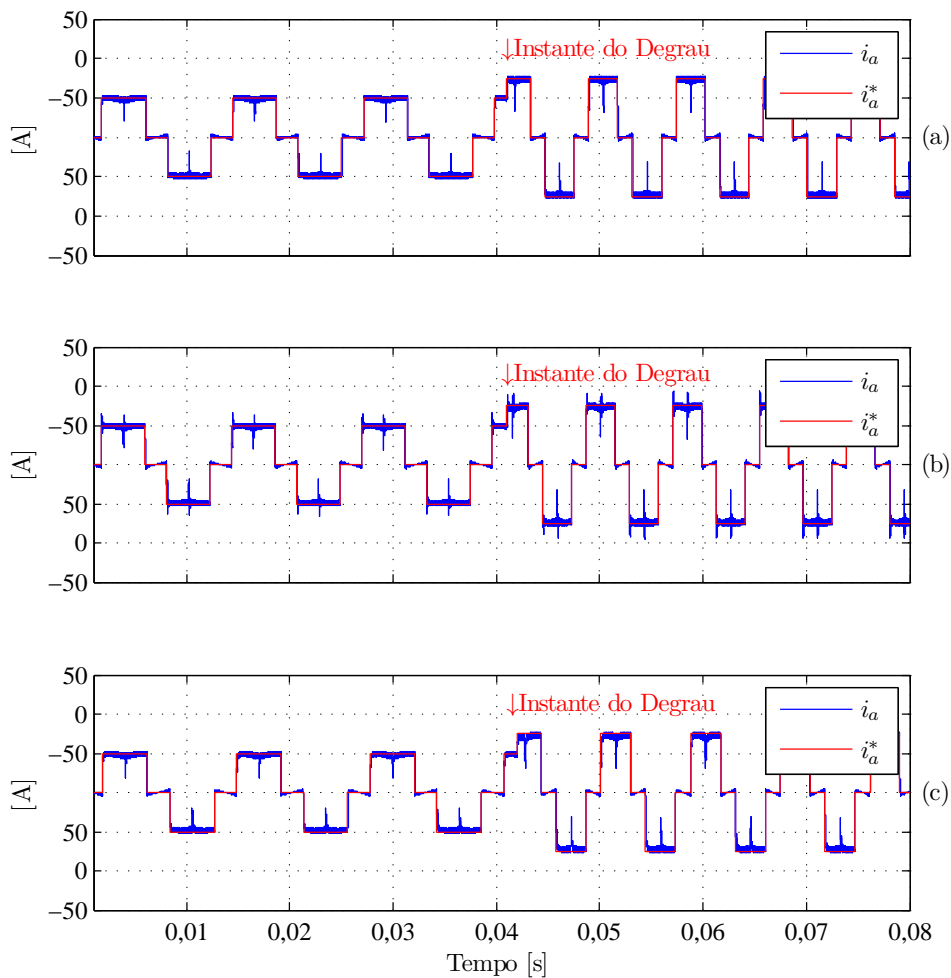 50
↓Instante do Degrau
i_a
0
i_a^*
−50
[A]
(a)
50
0
−50
50
↓Instante do Degrau
i_a
0
i_a^*
−50
[A]
(b)
50
0
−50
50
↓Instante do Degrau
i_a
0
i_a^*
−50
[A]
(c)
50
0
−50
0,01 0,02 0,03 0,04 0,05 0,06 0,07 0,08
Tempo [s]